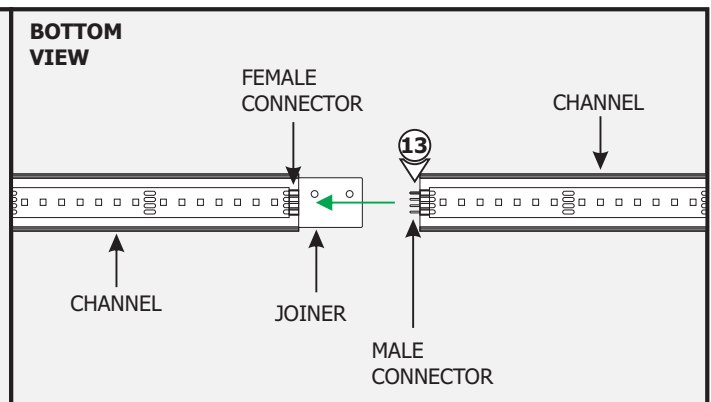 BOTTOM
VIEW
FEMALE
CONNECTOR
CHANNEL
13
CHANNEL
JOINER
MALE
CONNECTOR